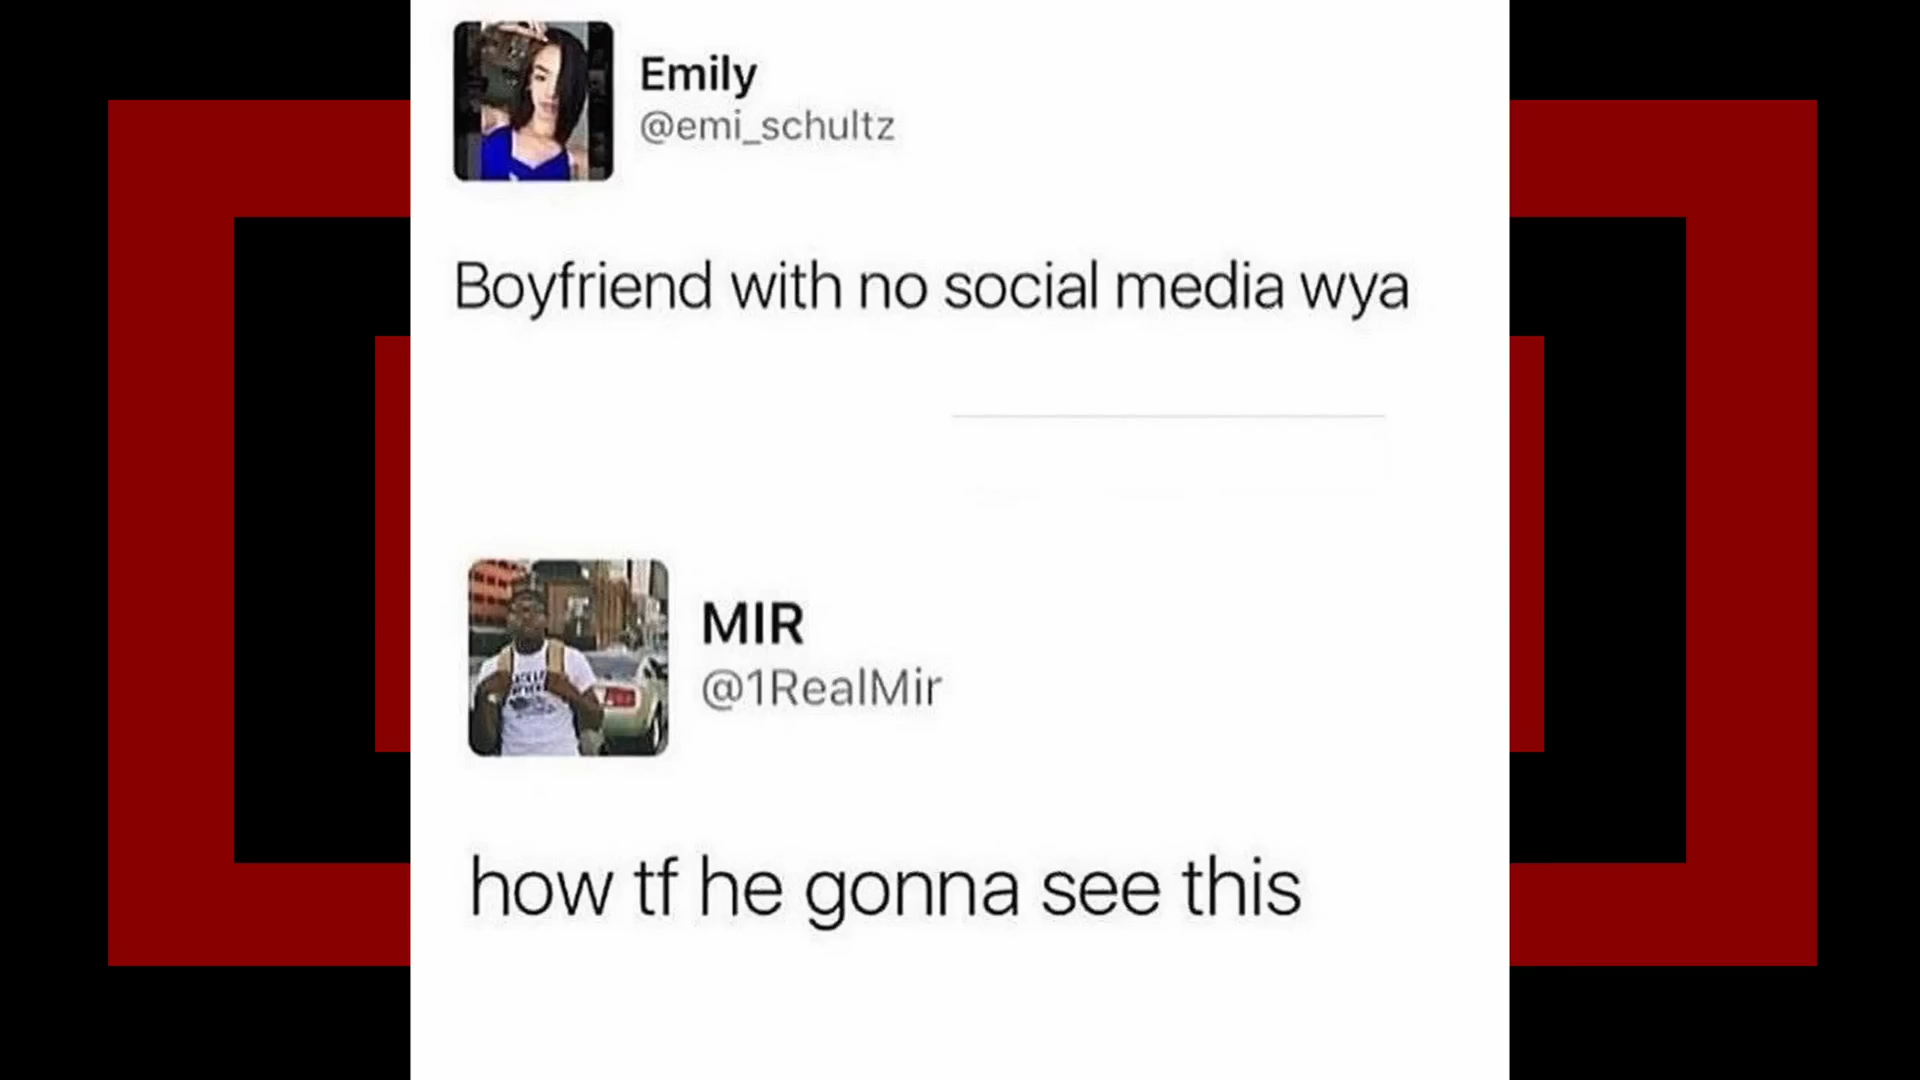 Emily
@emi_schultz
Boyfriend with no social media wya
MIR
@1RealMir
how tf he gonna see this